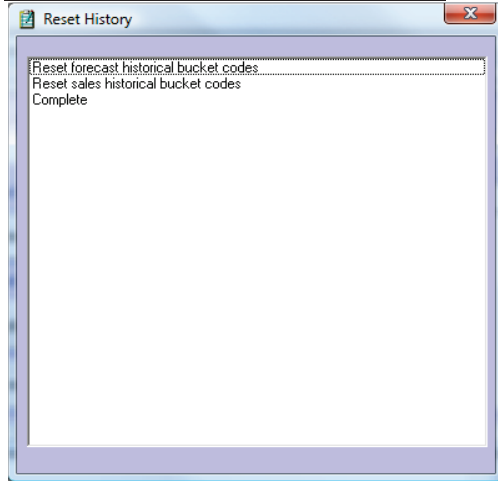 Reset History
Reset forecast historical bucket codes
Reset sales historical bucket codes
Complete